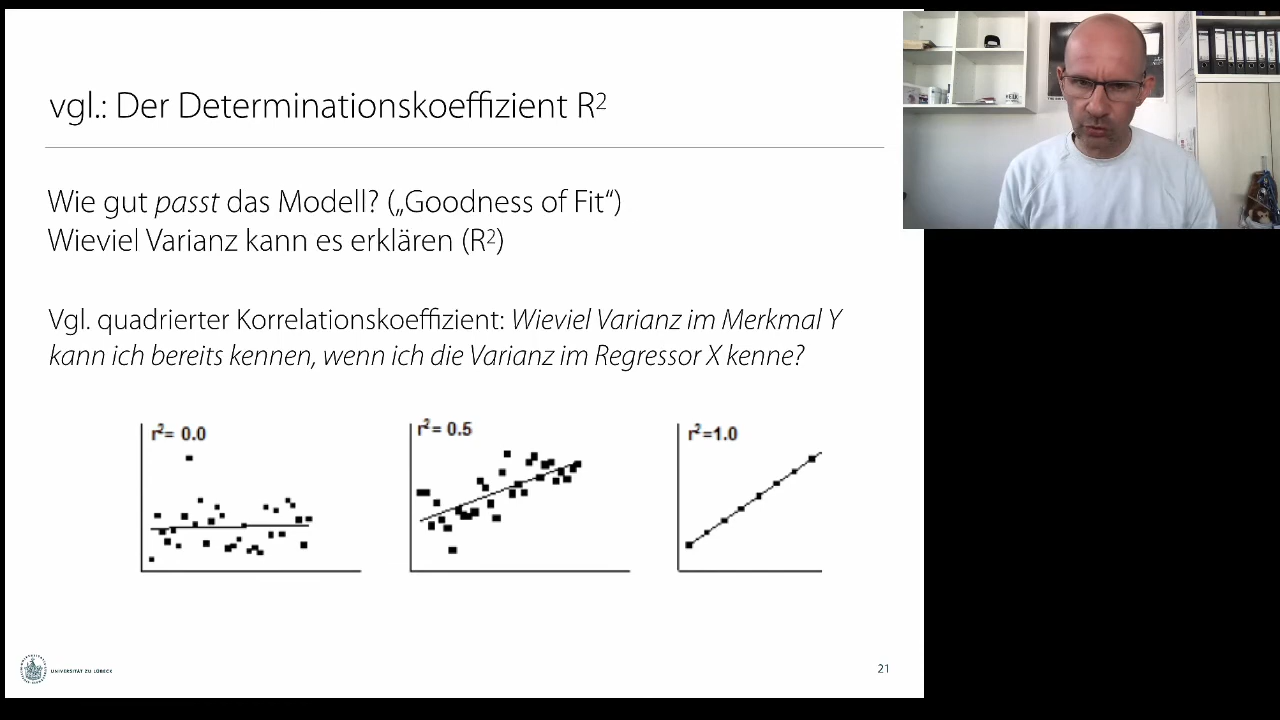 vgl.: Der Determinationskoeffizient R²
Wie gut passt das Modell? („Goodness of Fit“)
Wieviel Varianz kann es erklären (R²)
Vgl. quadrierter Korrelationskoeffizient: Wieviel Varianz im Merkmal Y
kann ich bereits kennen, wenn ich die Varianz im Regressor X kenne?
r²= 0.0
r²= 0.5
r²=1.0
UNIVERSITÄT ZU LÜBECK
21